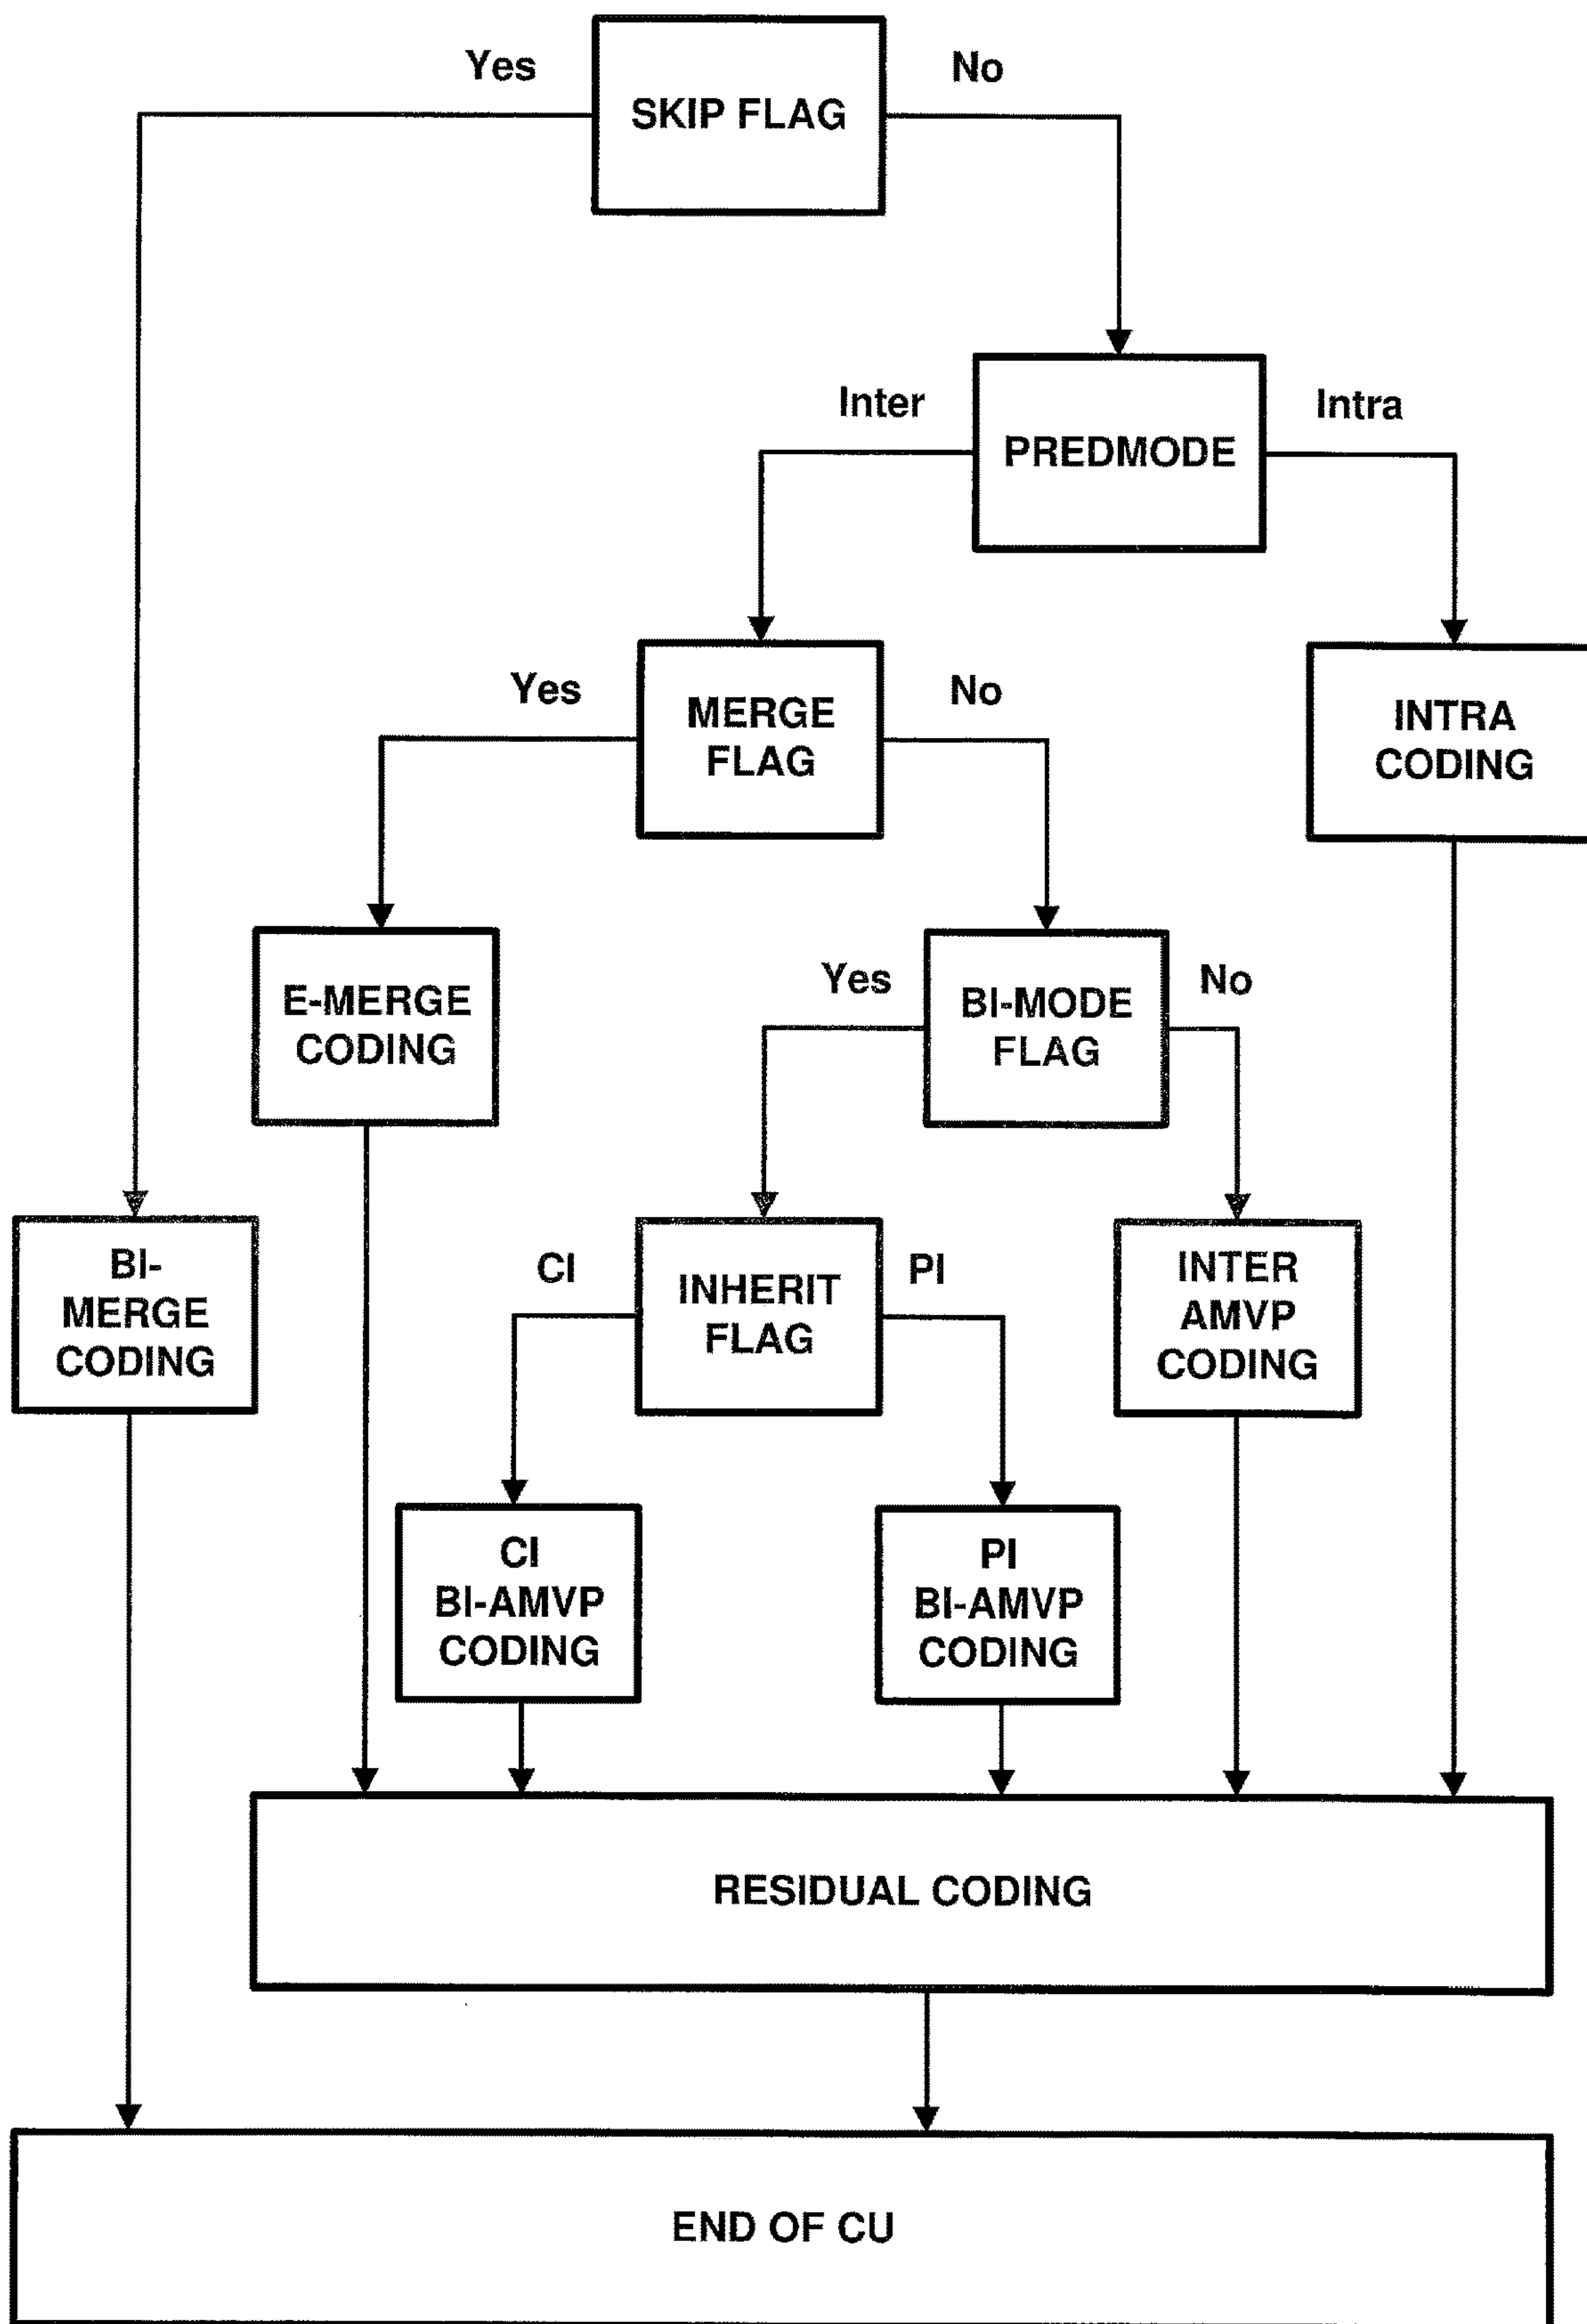 Yes
No
SKIP FLAG
Inter
Intra
PREDMODE
Yes
No
MERGE
FLAG
INTRA
CODING
E-MERGE
CODING
Yes
No
BI-MODE
FLAG
BI-
MERGE
CODING
CI
PI
INHERIT
FLAG
INTER
AMVP
CODING
CI
BI-AMVP
CODING
PI
BI-AMVP
CODING
RESIDUAL CODING
END OF CU